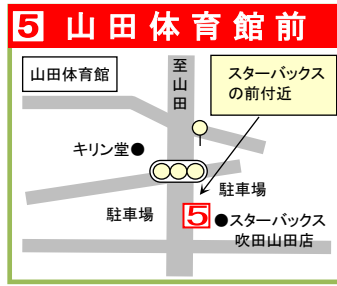 5 山田体育館前
山田体育館
至山田
スターバックス
の前付近
キリン堂●
駐車場
駐車場
5
●スターバックス
吹田山田店